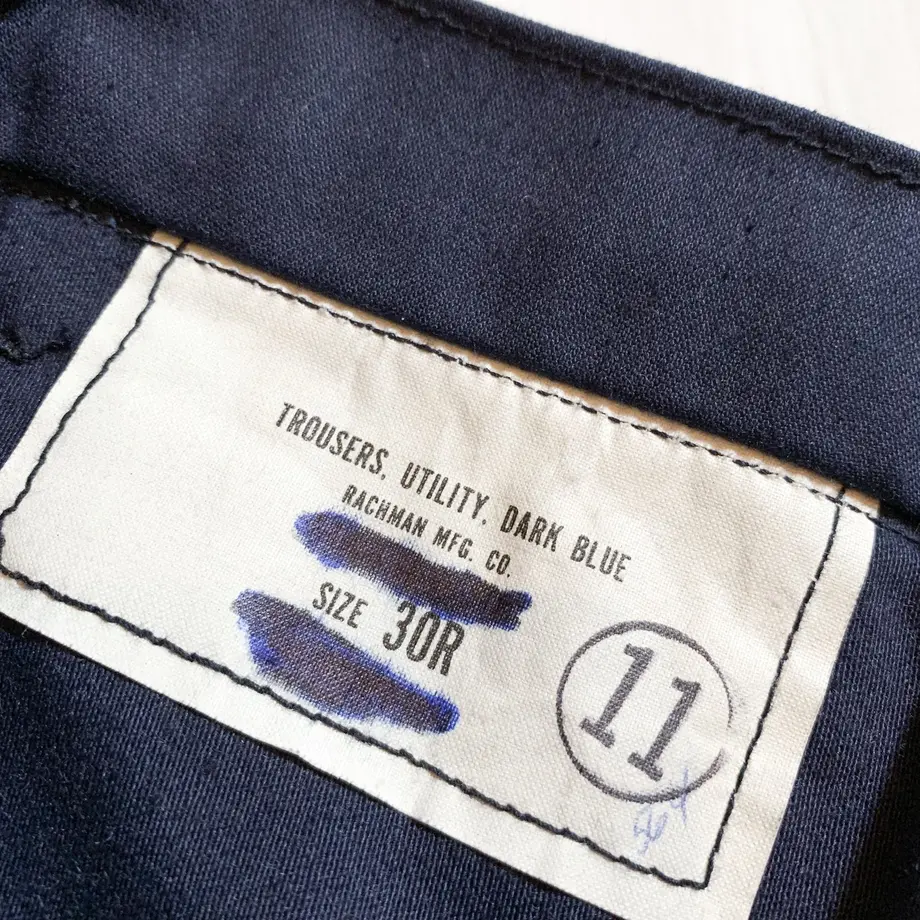 TROUSERS, UTILITY, DARK BLUE
RACHMAN MFG. CO.
SIZE 30R
11